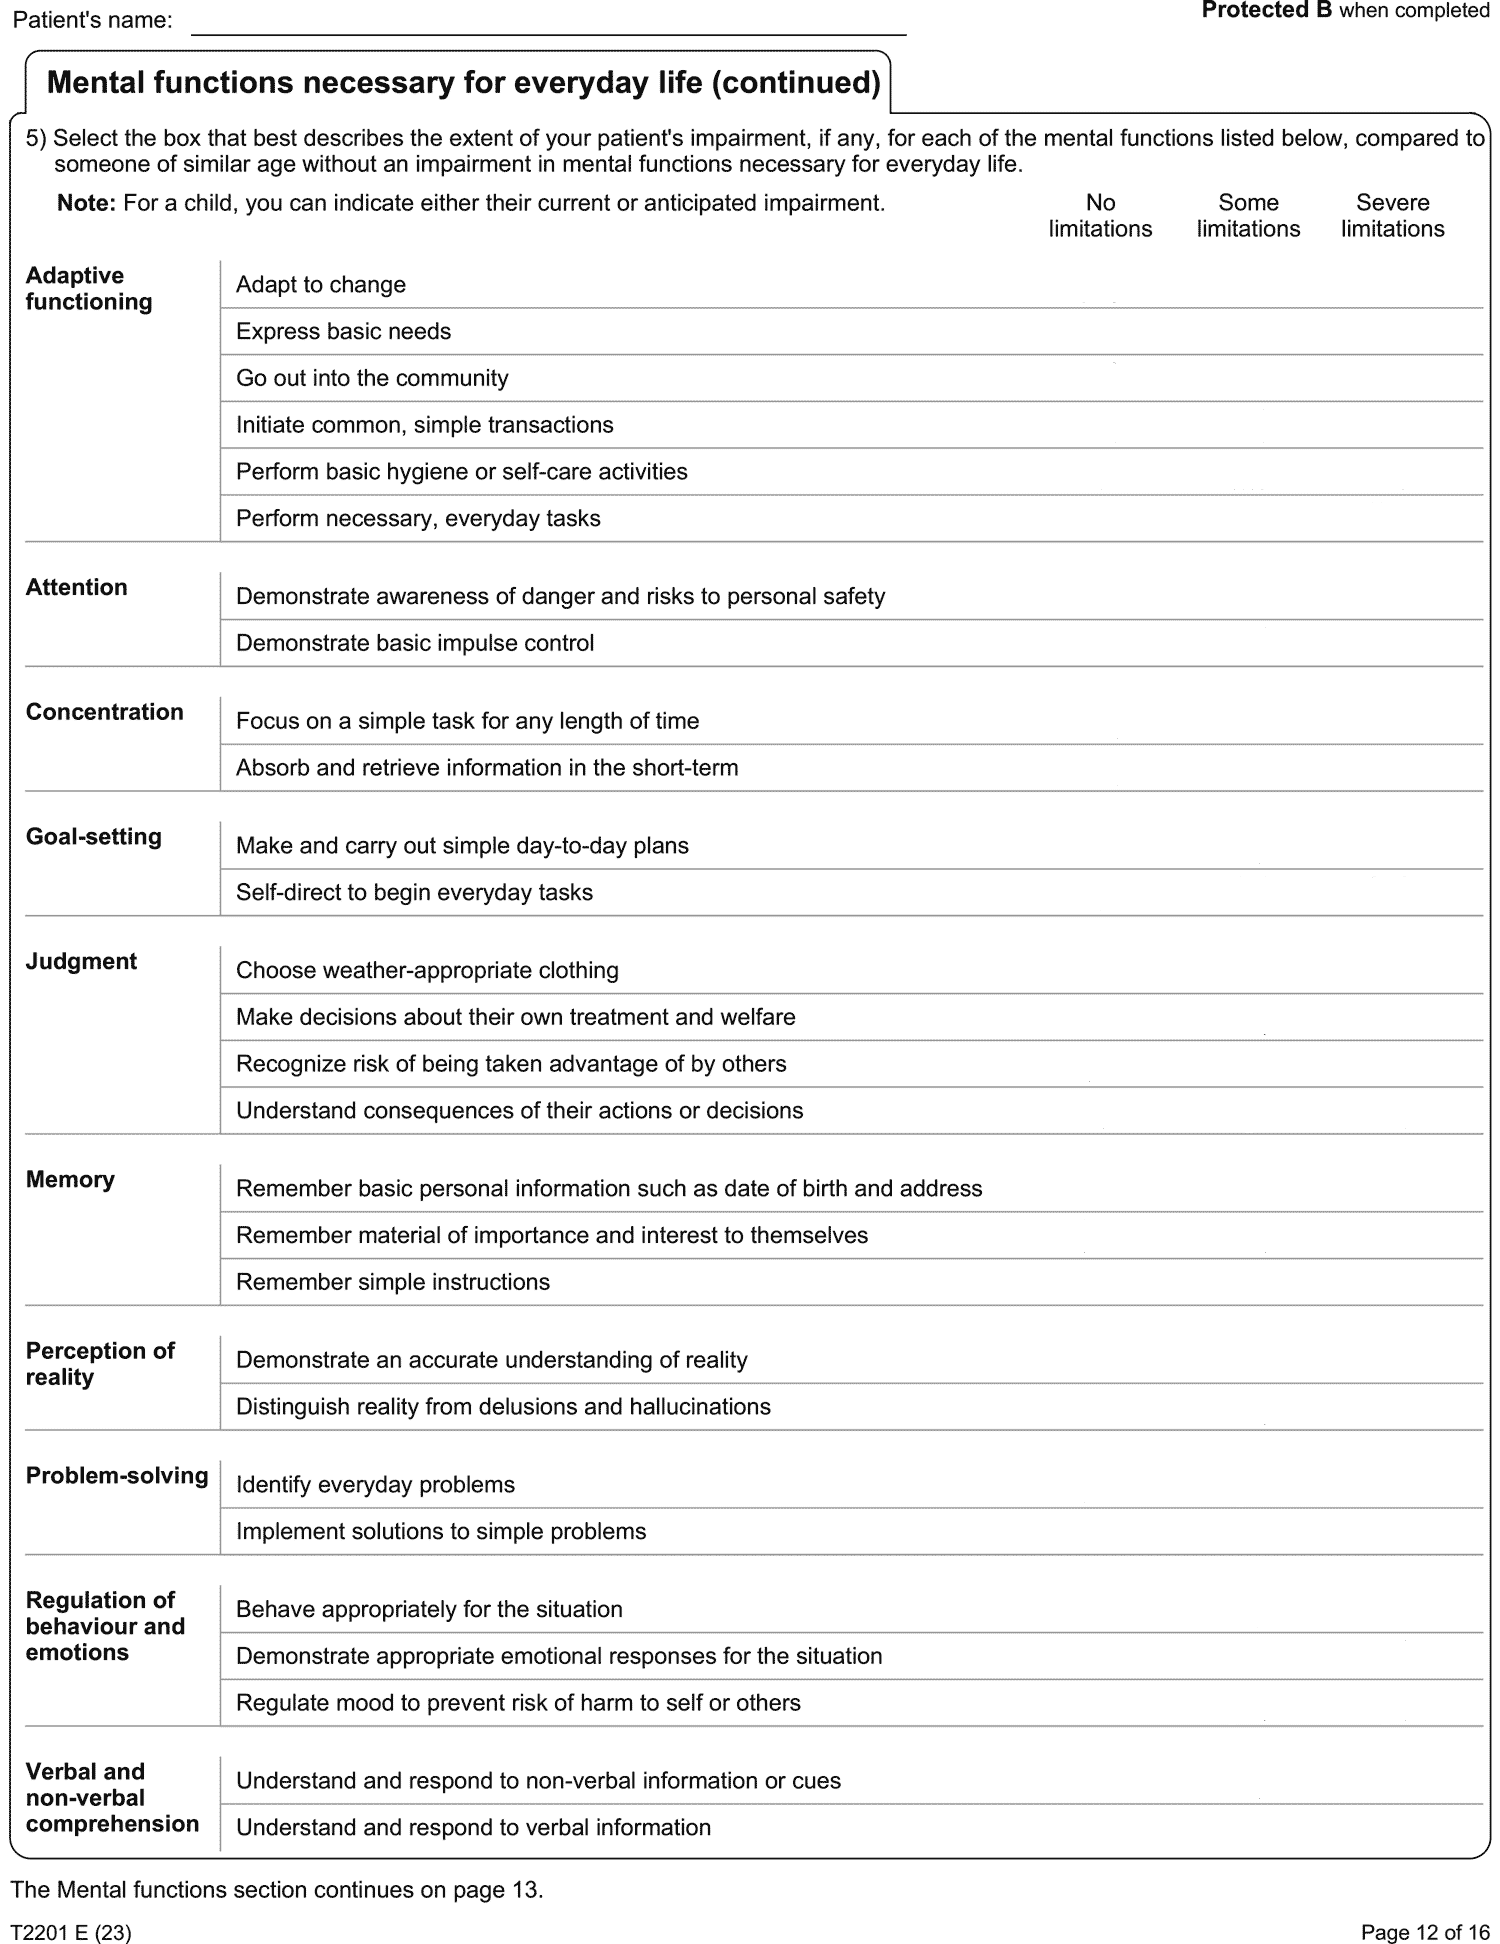 Patient's name:
Protected B when completed
Mental functions necessary for everyday life (continued)
5) Select the box that best describes the extent of your patient's impairment, if any, for each of the mental functions listed below, compared to
someone of similar age without an impairment in mental functions necessary for everyday life.
Note: For a child, you can indicate either their current or anticipated impairment.
No limitations
Some limitations
Severe limitations
Adaptive functioning
Adapt to change
Express basic needs
Go out into the community
Initiate common, simple transactions
Perform basic hygiene or self-care activities
Perform necessary, everyday tasks
Attention
Demonstrate awareness of danger and risks to personal safety
Demonstrate basic impulse control
Concentration
Focus on a simple task for any length of time
Absorb and retrieve information in the short-term
Goal-setting
Make and carry out simple day-to-day plans
Self-direct to begin everyday tasks
Judgment
Choose weather-appropriate clothing
Make decisions about their own treatment and welfare
Recognize risk of being taken advantage of by others
Understand consequences of their actions or decisions
Memory
Remember basic personal information such as date of birth and address
Remember material of importance and interest to themselves
Remember simple instructions
Perception of reality
Demonstrate an accurate understanding of reality
Distinguish reality from delusions and hallucinations
Problem-solving
Identify everyday problems
Implement solutions to simple problems
Regulation of behaviour and emotions
Behave appropriately for the situation
Demonstrate appropriate emotional responses for the situation
Regulate mood to prevent risk of harm to self or others
Verbal and non-verbal comprehension
Understand and respond to non-verbal information or cues
Understand and respond to verbal information
The Mental functions section continues on page 13.
T2201 E (23)
Page 12 of 16